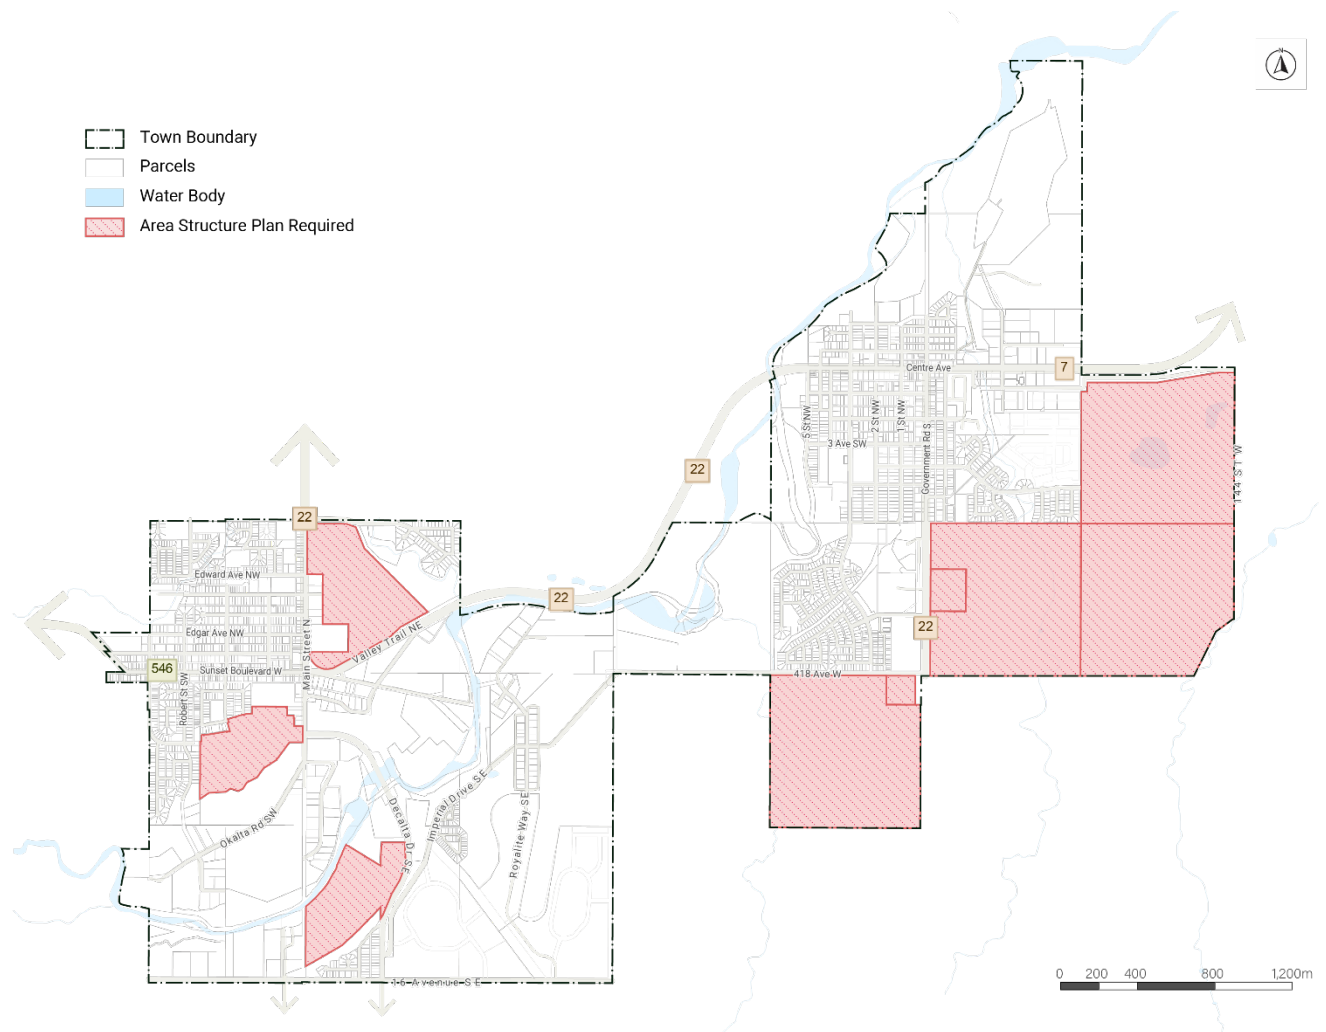 N
Town Boundary
Parcels
Water Body
Area Structure Plan Required
7
Centre Ave
5 St NW
2 St NW
1 St NW
3 Ave SW
Government Rd S
144 ST W
22
22
Edward Ave NW
22
Edgar Ave NW
Main Street N
Valley Trail NE
22
546
Sunset Boulevard W
418 Ave W
Robert St SW
Okalta Rd SW
Decalta Dr SE
Imperial Drive SE
Royalite Way SE
16 Avenue SE
0 200 400 800 1,200m